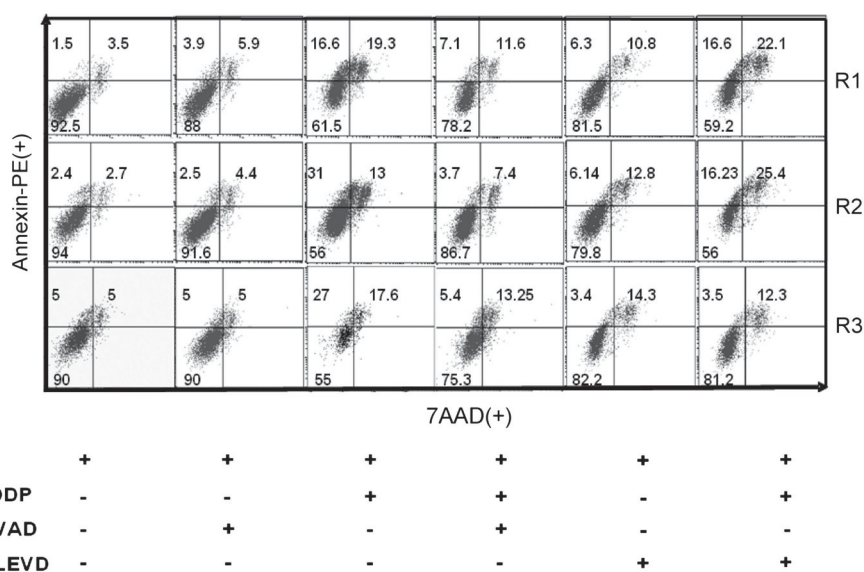 1.5 3.5 3.9 5.9 16.6 19.3 7.1 11.6 6.3 10.8 16.6 22.1
R1
92.5 88 61.5 78.2 81.5 59.2
2.4 2.7 2.5 4.4 31 13 3.7 7.4 6.14 12.8 16.23 25.4
R2
94 91.6 56 86.7 79.8 56
5 5 5 5 27 17.6 5.4 13.25 3.4 14.3 3.5 12.3
R3
90 90 55 75.3 82.2 81.2
Annexin-PE(+)
7AAD(+)
+ + + + + +
DP - - + + - +
VAD - + - + - -
LEVD - - - - + +